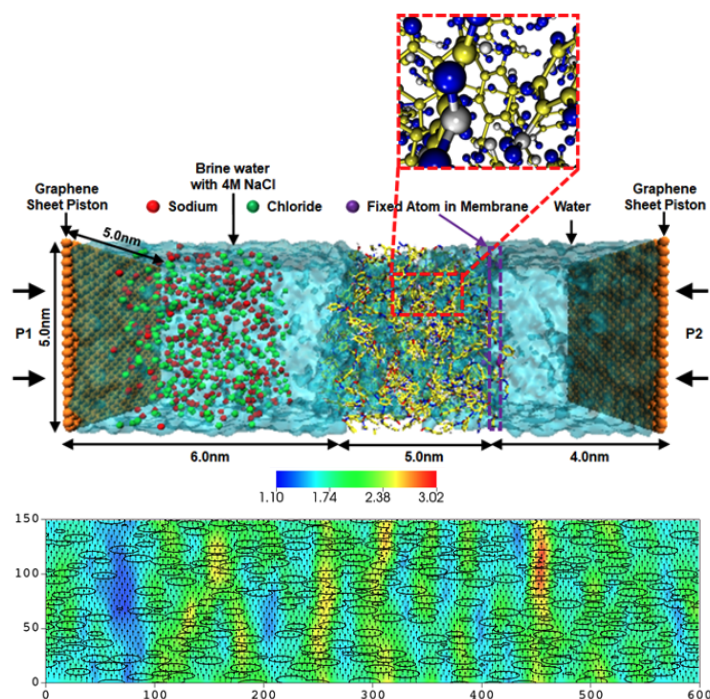 Brine water
with 4M NaCl
Graphene
Sheet Piston
Sodium
Chloride
Fixed Atom in Membrane
Water
Graphene
Sheet Piston
5.0nm
P1
5.0nm
P2
6.0nm
5.0nm
4.0nm
1.10 1.74 2.38 3.02
150
100
50
0
0 100 200 300 400 500 600